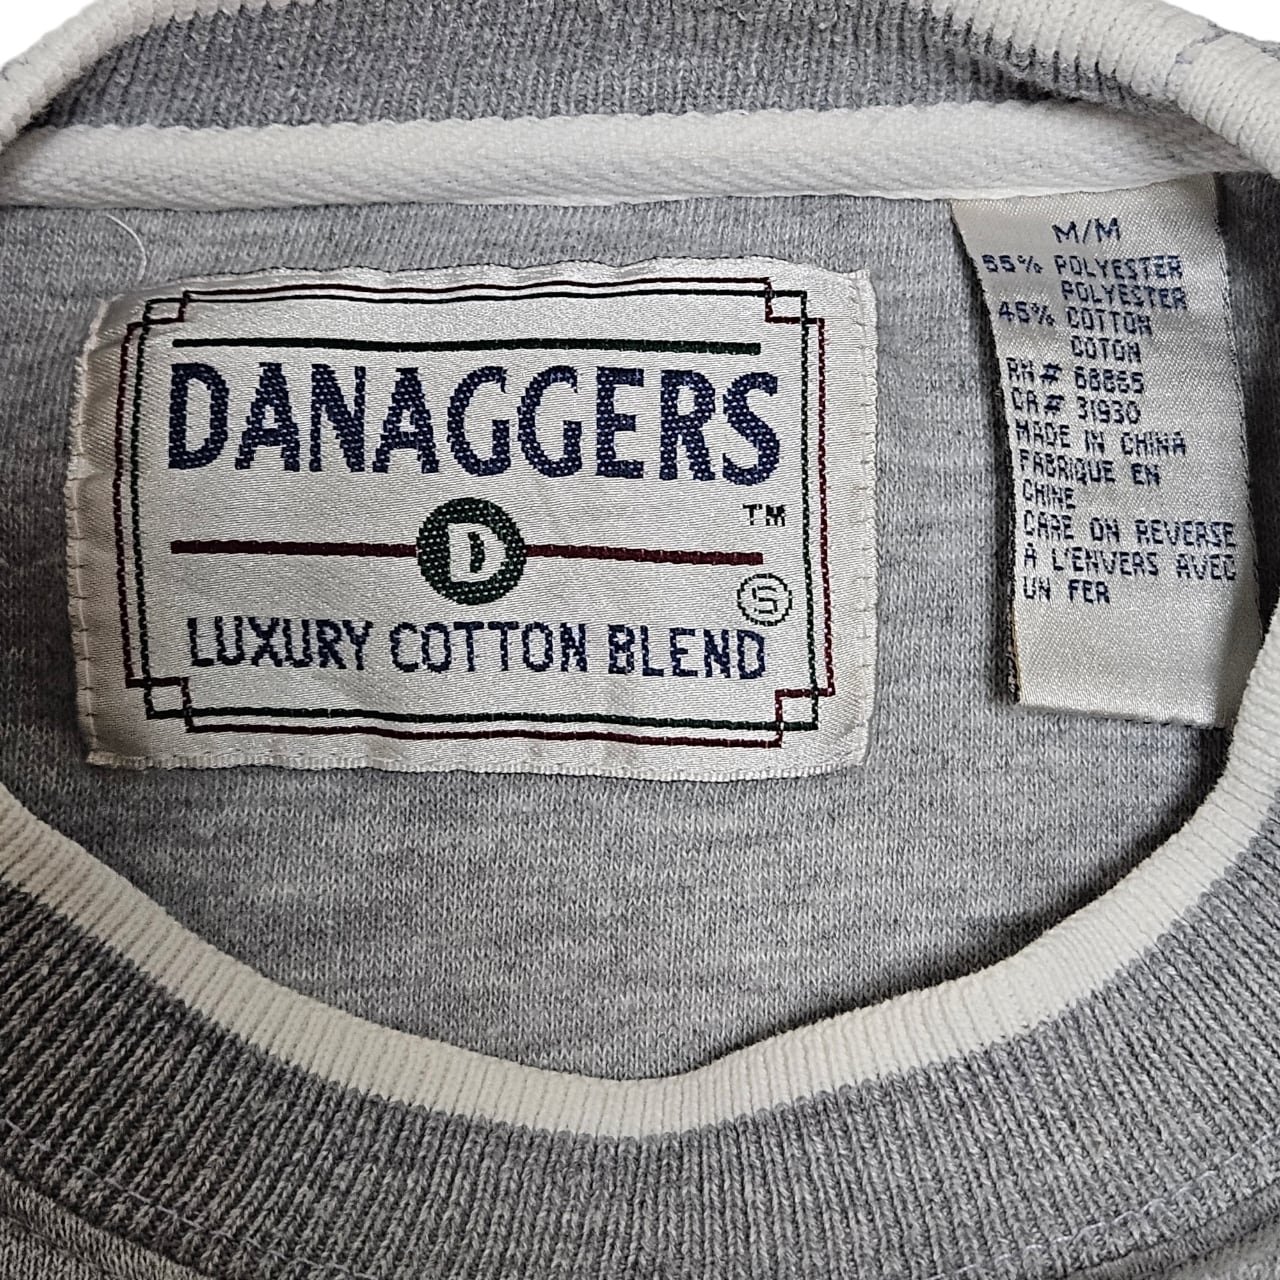 DANAGGERS
TM
D
S
LUXURY COTTON BLEND
M/M
55% POLYESTER
POLYESTER
45% COTTON
COTON
RN# 68865
CA# 31930
MADE IN CHINA
FABRIQUE EN
CHINE
CARE ON REVERSE
À L'ENVERS AVEC
UN FER